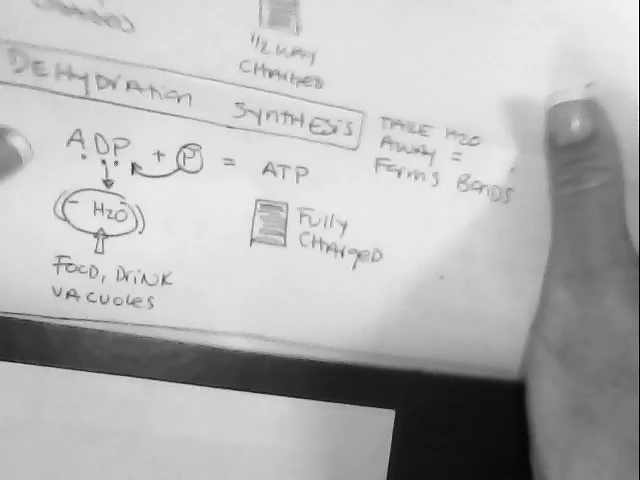 1/2 WAY
CHARGED
DEHYDRATION SYNTHESIS
TAKE H2O
AWAY =
Forms BONDS
ADP + P = ATP
- H2O
Fully
CHARGED
FOOD, DRINK
VACUOLES